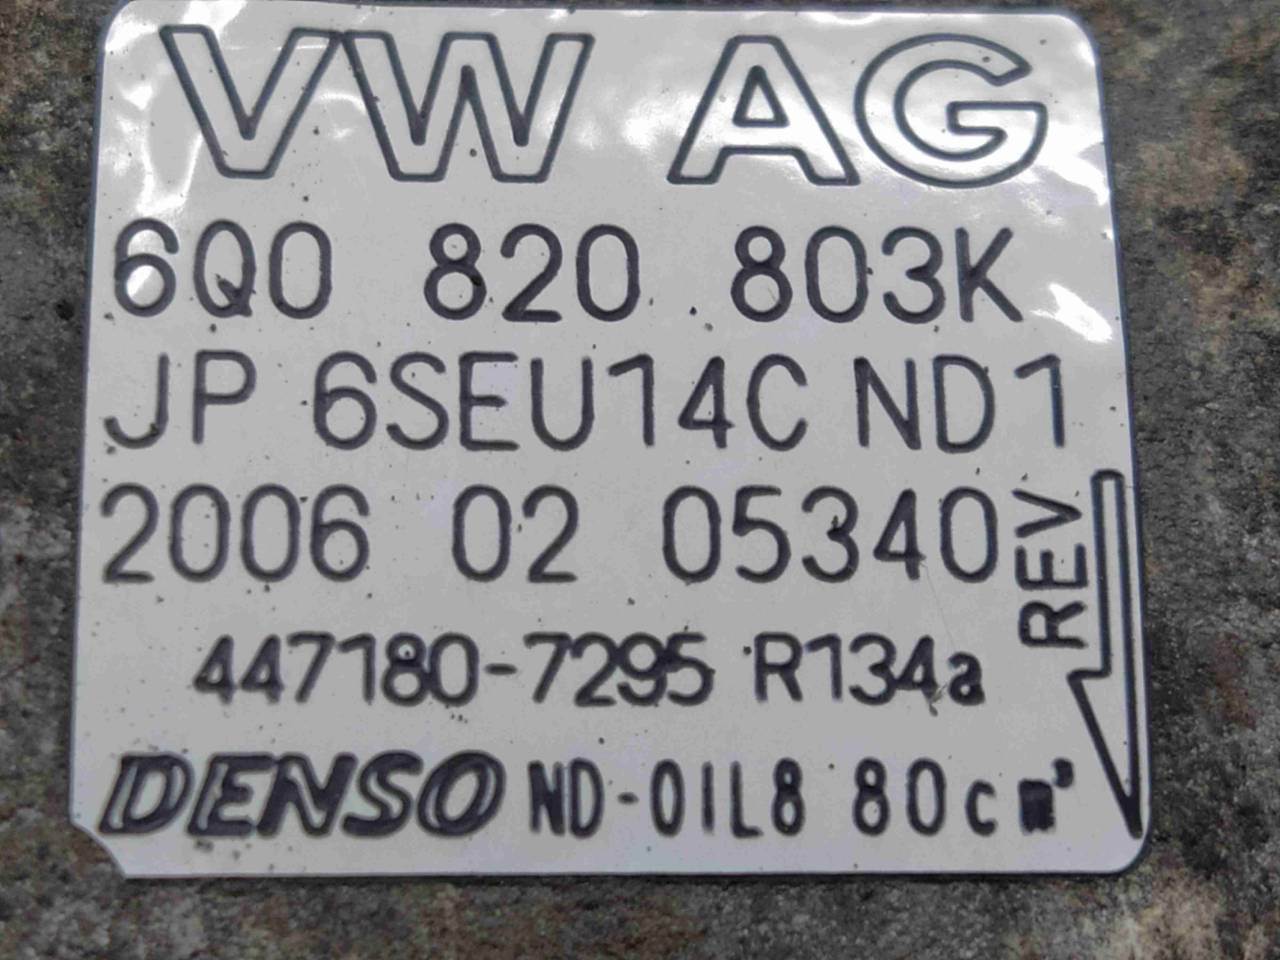 VW AG
6Q0 820 803K
JP 6SEU14C ND1
2006 02 05340
REV
447180-7295 R134a
DENSO ND-OIL8 80cm³